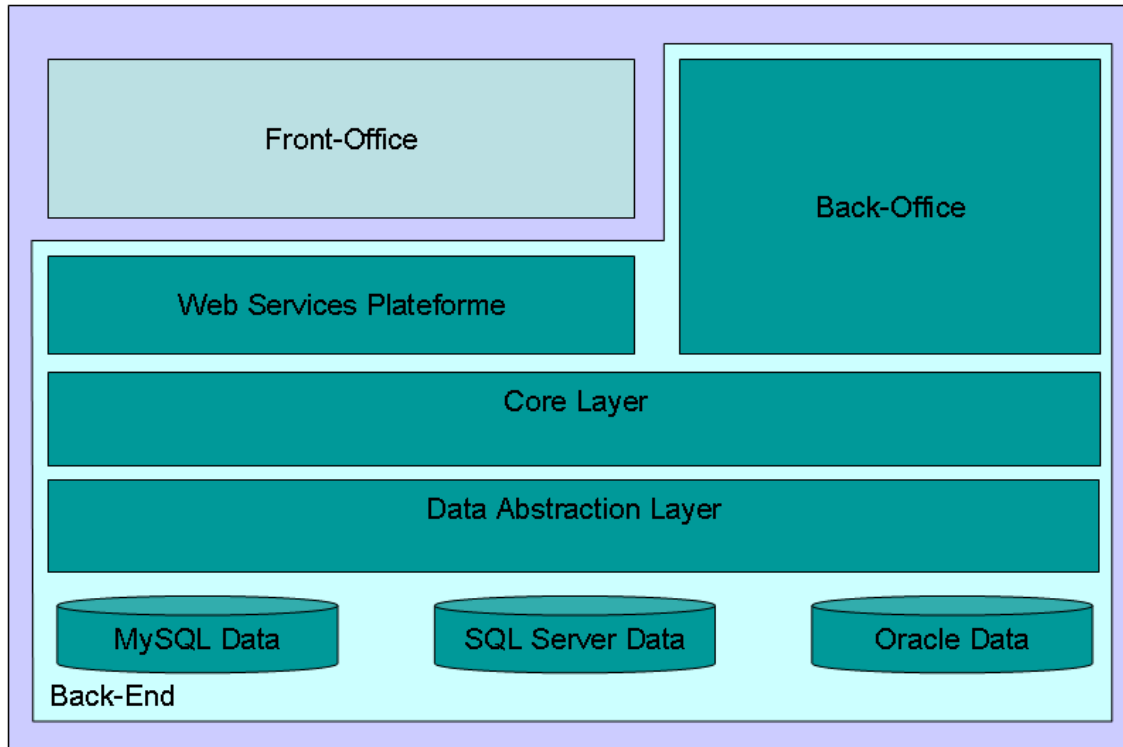 Front-Office
Back-Office
Web Services Plateforme
Core Layer
Data Abstraction Layer
MySQL Data
SQL Server Data
Oracle Data
Back-End